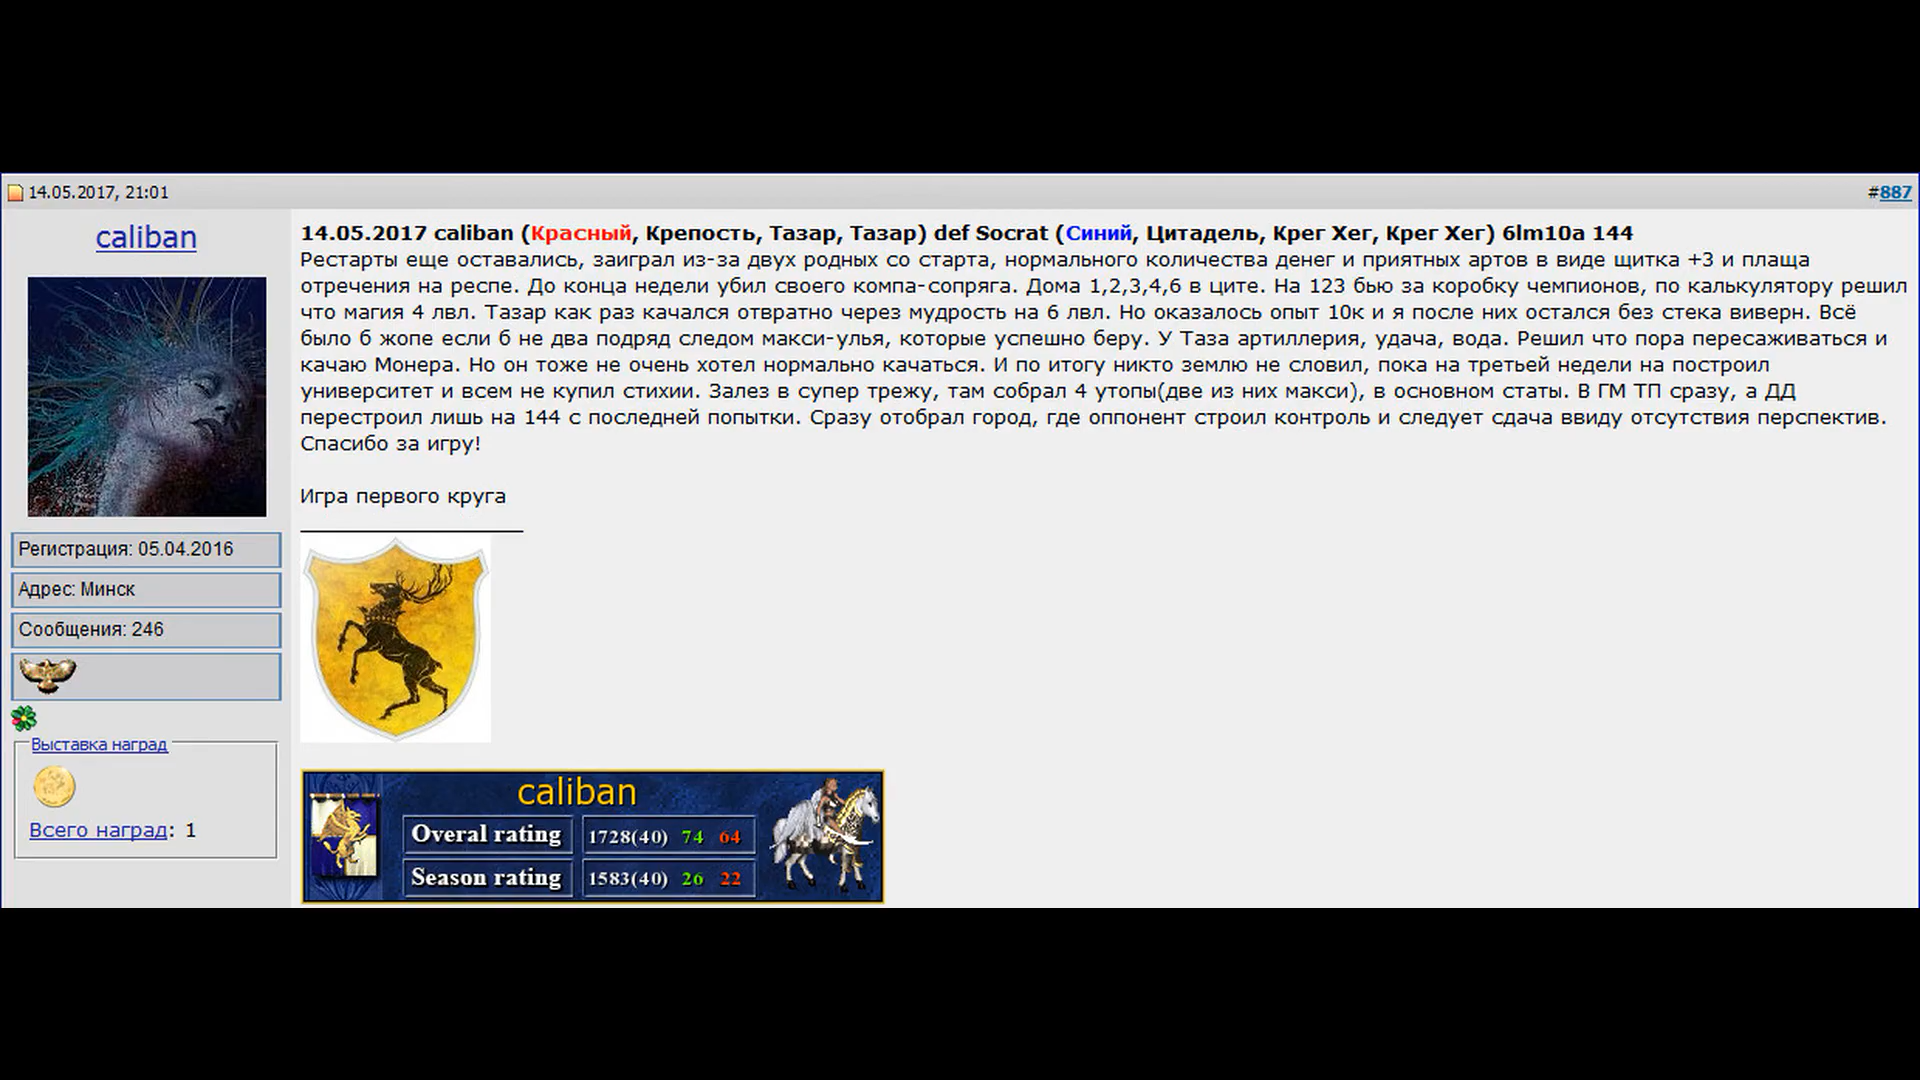 14.05.2017, 21:01
#887
caliban
14.05.2017 caliban (Красный, Крепость, Тазар, Тазар) def Socrat (Синий, Цитадель, Крег Хег, Крег Хег) 6lm10a 144
Рестарты еще оставались, заиграл из-за двух родных со старта, нормального количества денег и приятных артов в виде щитка +3 и плаща
отречения на респе. До конца недели убил своего компа-сопряга. Дома 1,2,3,4,6 в ците. На 123 бью за коробку чемпионов, по калькулятору решил
что магия 4 лвл. Тазар как раз качался отвратно через мудрость на 6 лвл. Но оказалось опыт 10к и я после них остался без стека виверн. Всё
было б жопе если б не два подряд следом макси-улья, которые успешно беру. У Таза артиллерия, удача, вода. Решил что пора пересаживаться и
качаю Монера. Но он тоже не очень хотел нормально качаться. И по итогу никто землю не словил, пока на третьей недели на построил
университет и всем не купил стихии. Залез в супер трежу, там собрал 4 утопы(две из них макси), в основном статы. В ГМ ТП сразу, а ДД
перестроил лишь на 144 с последней попытки. Сразу отобрал город, где оппонент строил контроль и следует сдача ввиду отсутствия перспектив.
Спасибо за игру!
Игра первого круга
Регистрация: 05.04.2016
Адрес: Минск
Сообщения: 246
Выставка наград
Всего наград: 1
caliban
Overal rating 1728(40) 74 64
Season rating 1583(40) 26 22